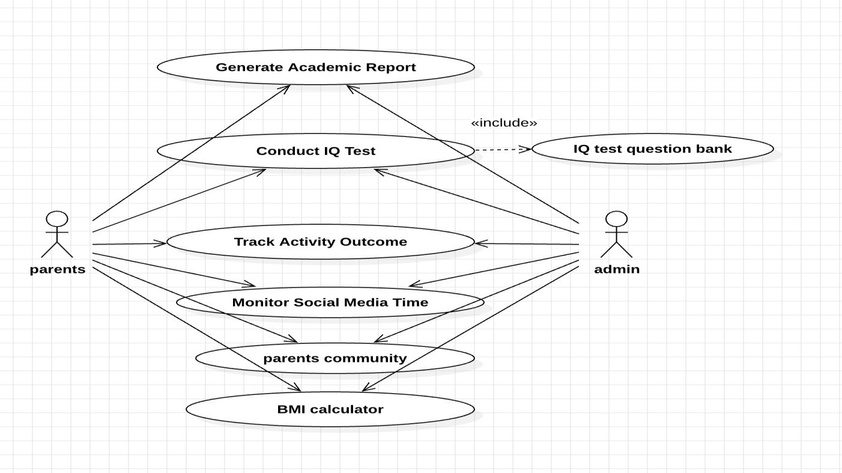 Generate Academic Report
«include»
Conduct IQ Test
IQ test question bank
Track Activity Outcome
parents
admin
Monitor Social Media Time
parents community
BMI calculator